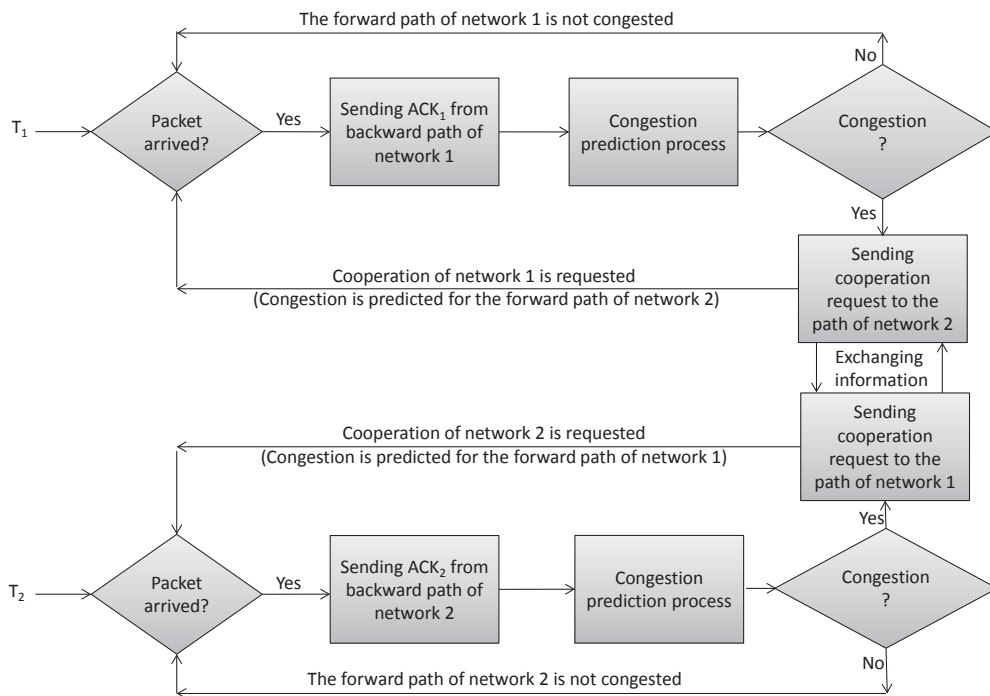 The forward path of network 1 is not congested
No
T1
Packet
arrived?
Yes
Sending ACK1 from
backward path of
network 1
Congestion
prediction process
Congestion
?
Yes
Cooperation of network 1 is requested
(Congestion is predicted for the forward path of network 2)
Sending
cooperation
request to the
path of network 2
Exchanging
information
Cooperation of network 2 is requested
(Congestion is predicted for the forward path of network 1)
Sending
cooperation
request to the
path of network 1
Yes
T2
Packet
arrived?
Yes
Sending ACK2 from
backward path of
network 2
Congestion
prediction process
Congestion
?
No
The forward path of network 2 is not congested